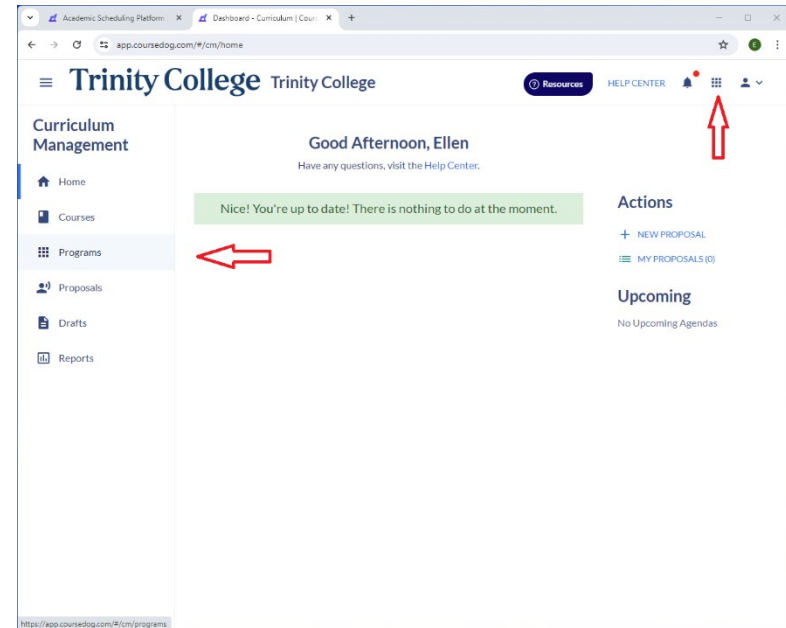 Academic Scheduling Platform
Dashboard - Curriculum | Cours
app.coursedog.com/#/cm/home
E
Trinity College Trinity College
Resources
HELP CENTER
Curriculum
Management
Home
Courses
Programs
Proposals
Drafts
Reports
Good Afternoon, Ellen
Have any questions, visit the Help Center.
Nice! You're up to date! There is nothing to do at the moment.
Actions
+ NEW PROPOSAL
MY PROPOSALS (0)
Upcoming
No Upcoming Agendas
https://app.coursedog.com/#/cm/programs